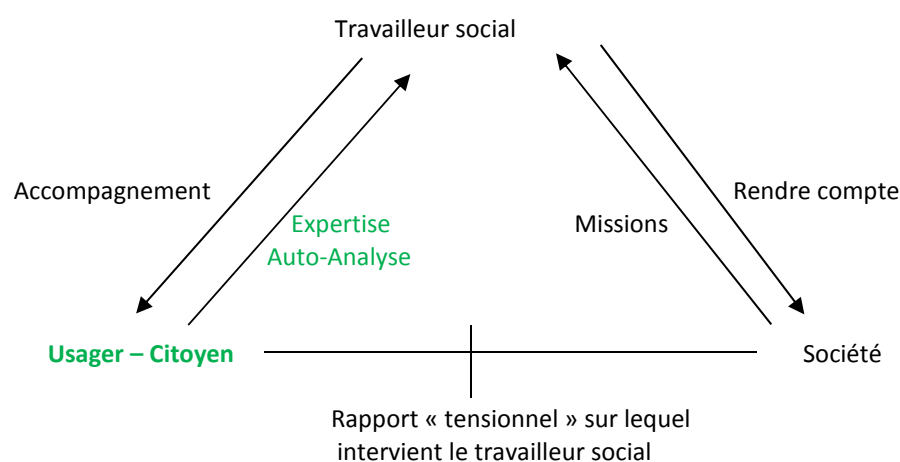 Travailleur social
Accompagnement
Rendre compte
Expertise
Auto-Analyse
Missions
Usager – Citoyen
Société
Rapport « tensionnel » sur lequel
intervient le travailleur social